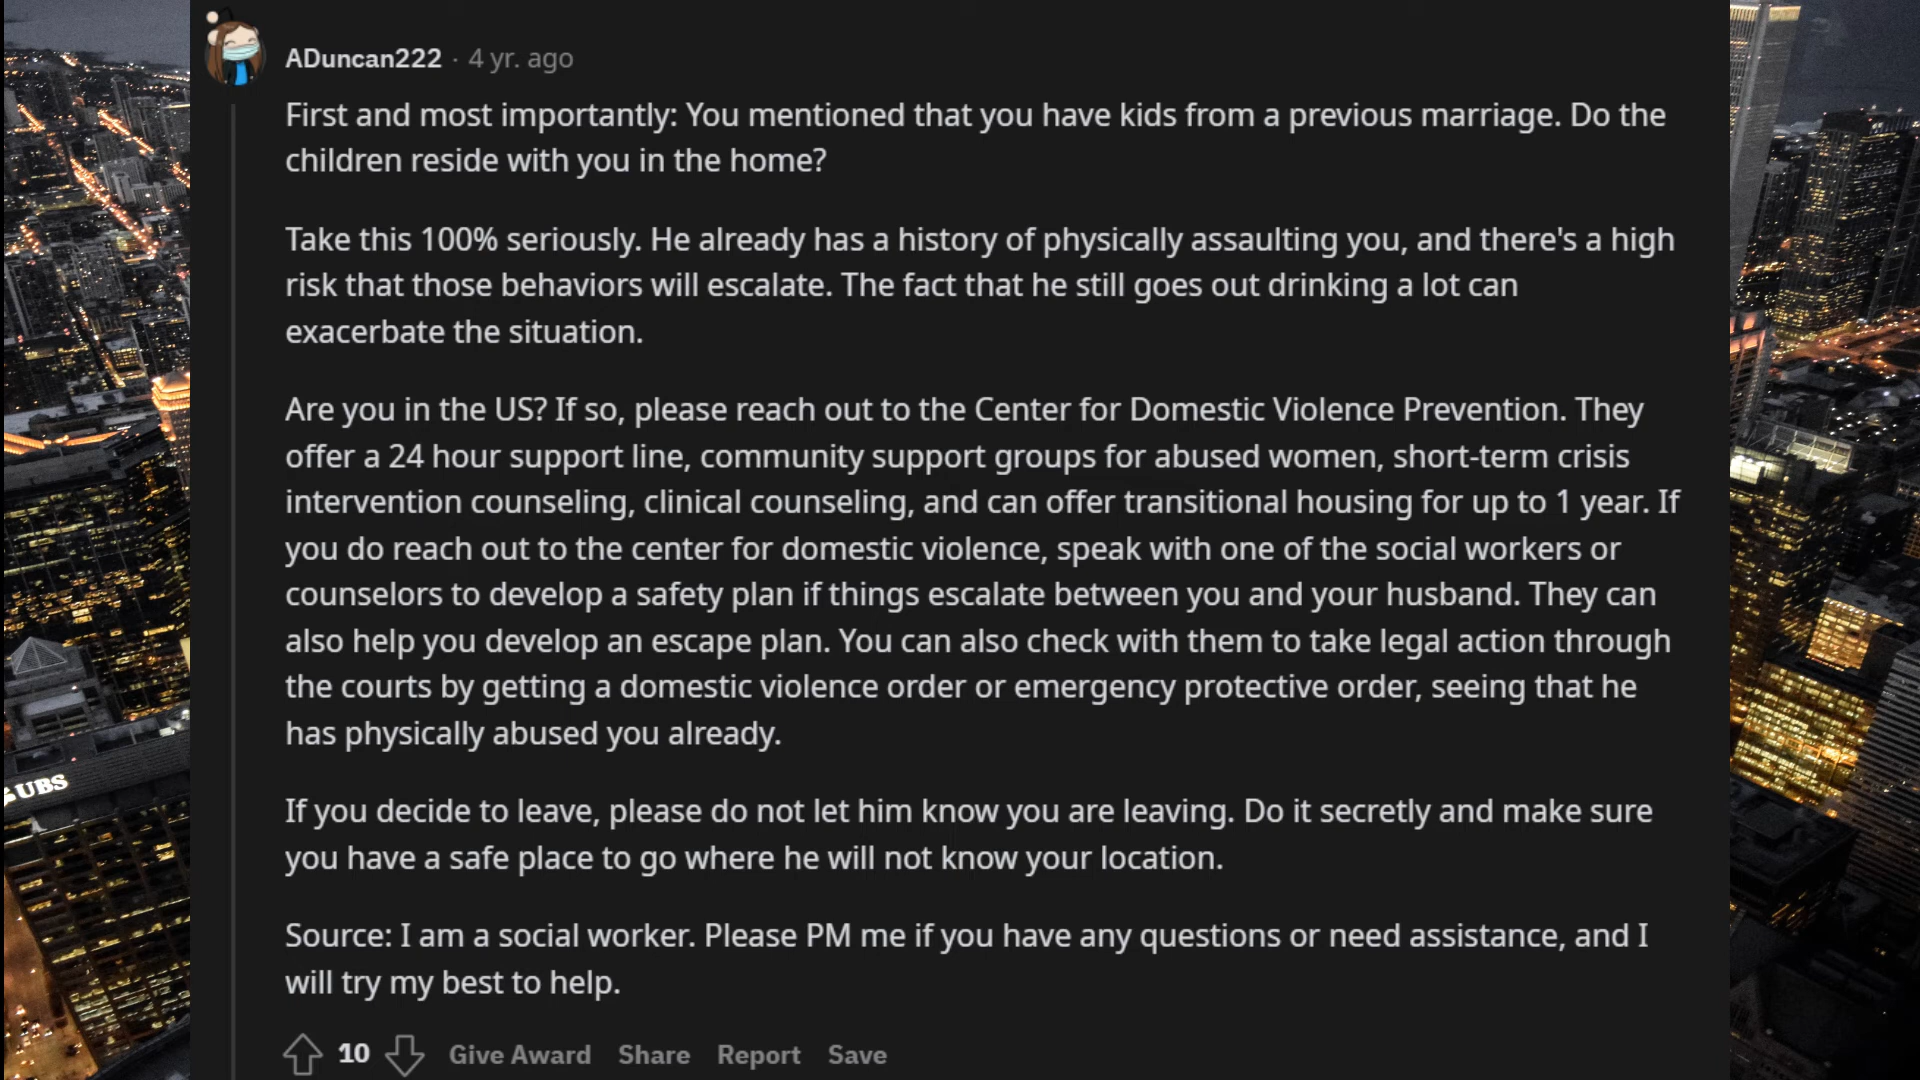 ADuncan222 · 4 yr. ago
First and most importantly: You mentioned that you have kids from a previous marriage. Do the
children reside with you in the home?
Take this 100% seriously. He already has a history of physically assaulting you, and there's a high
risk that those behaviors will escalate. The fact that he still goes out drinking a lot can
exacerbate the situation.
Are you in the US? If so, please reach out to the Center for Domestic Violence Prevention. They
offer a 24 hour support line, community support groups for abused women, short-term crisis
intervention counseling, clinical counseling, and can offer transitional housing for up to 1 year. If
you do reach out to the center for domestic violence, speak with one of the social workers or
counselors to develop a safety plan if things escalate between you and your husband. They can
also help you develop an escape plan. You can also check with them to take legal action through
the courts by getting a domestic violence order or emergency protective order, seeing that he
has physically abused you already.
UBS
If you decide to leave, please do not let him know you are leaving. Do it secretly and make sure
you have a safe place to go where he will not know your location.
Source: I am a social worker. Please PM me if you have any questions or need assistance, and I
will try my best to help.
10 Give Award Share Report Save